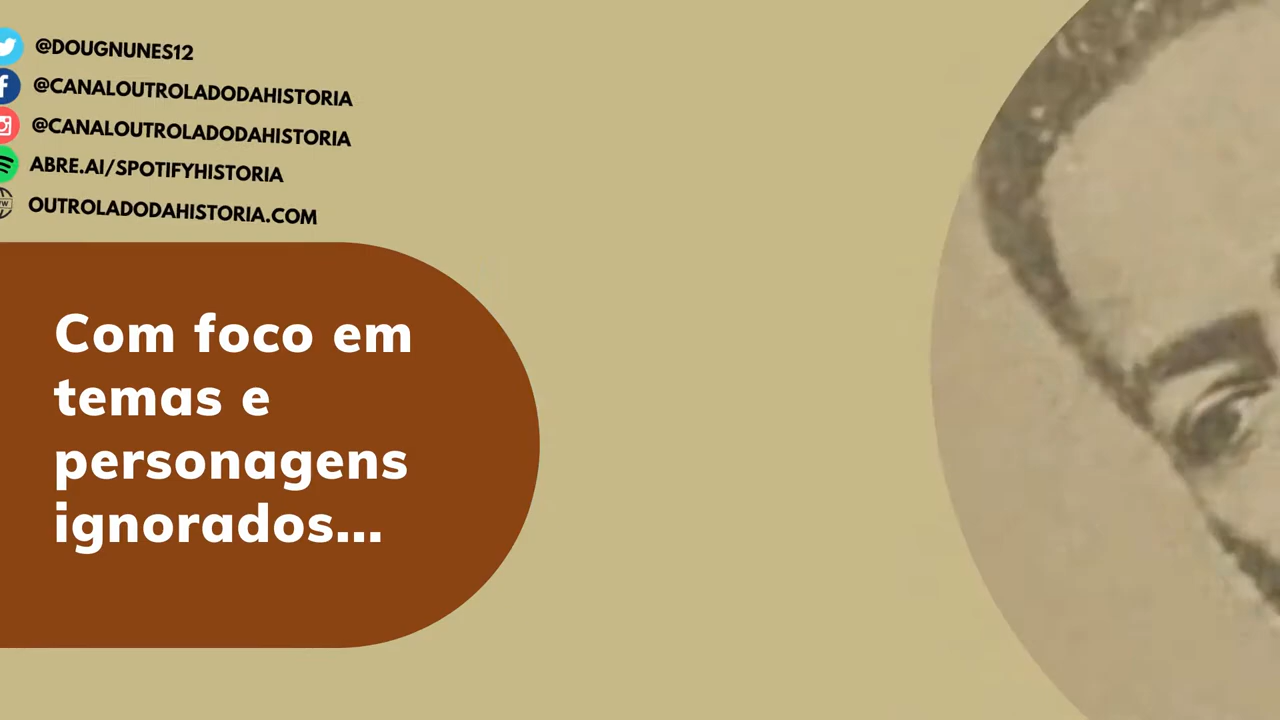 @DOUGNUNES12
@CANALOUTROLADODAHISTORIA
@CANALOUTROLADODAHISTORIA
ABRE.AI/SPOTIFYHISTORIA
OUTROLADODAHISTORIA.COM
Com foco em
temas e
personagens
ignorados...